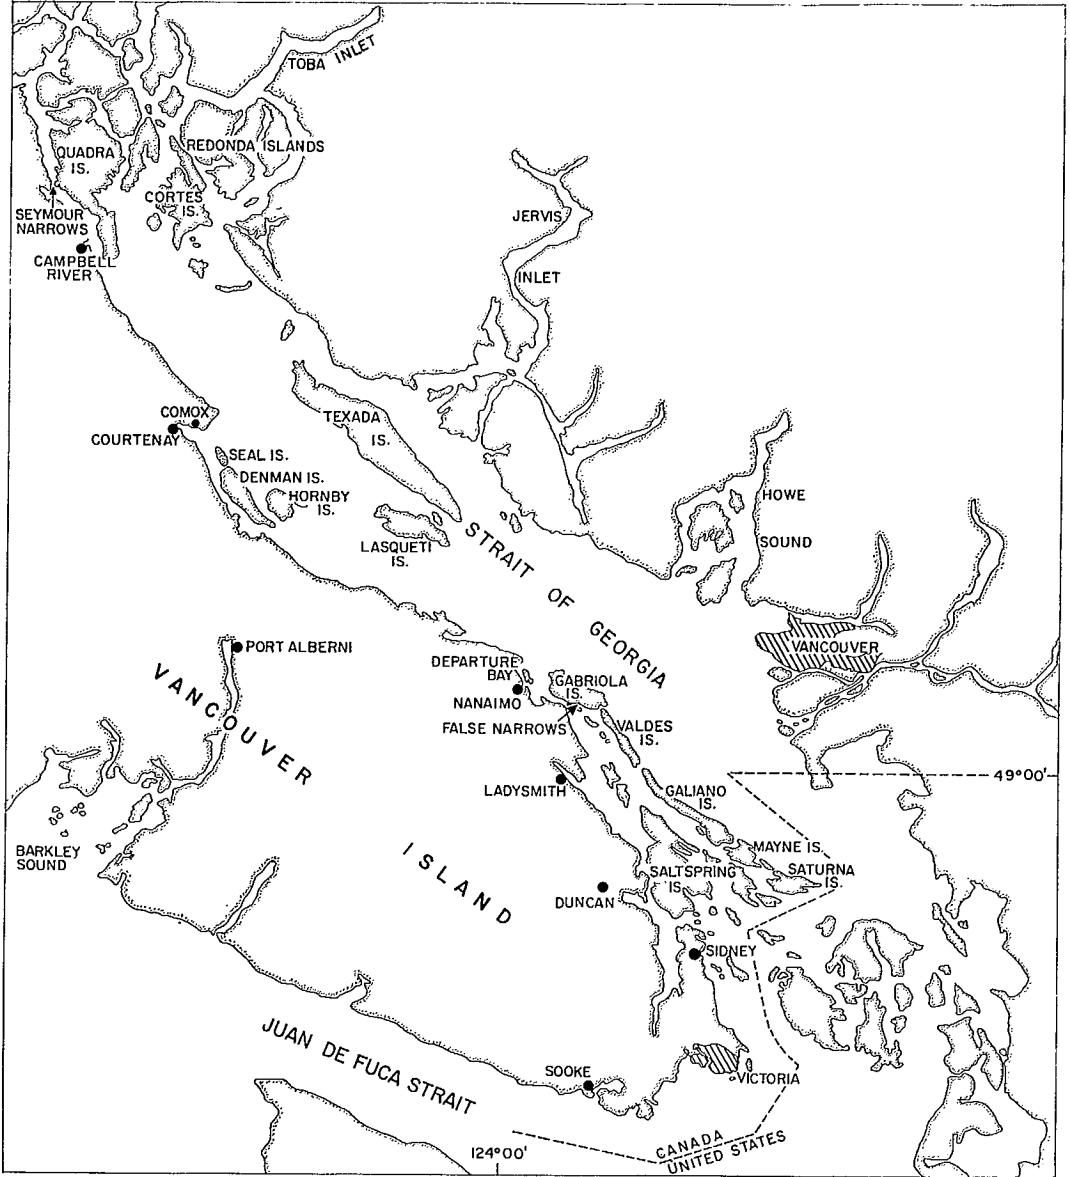 TOBA INLET
QUADRA
IS.
REDONDA ISLANDS
CORTES
IS.
SEYMOUR
NARROWS
CAMPBELL
RIVER
JERVIS
INLET
COMOX
COURTENAY
TEXADA
IS.
SEAL IS.
DENMAN IS.
HORNBY
IS.
LASQUETI
IS.
HOWE
SOUND
STRAIT OF GEORGIA
VANCOUVER
PORT ALBERNI
DEPARTURE
BAY
NANAIMO
GABRIOLA
IS.
FALSE NARROWS
VALDES
IS.
VANCOUVER
ISLAND
LADYSMITH
GALIANO
IS.
49°00'
MAYNE IS.
SATURNA
IS.
SALTSPRING
IS.
BARKLEY
SOUND
DUNCAN
SIDNEY
JUAN DE FUCA STRAIT
SOOKE
VICTORIA
CANADA
UNITED STATES
124°00'